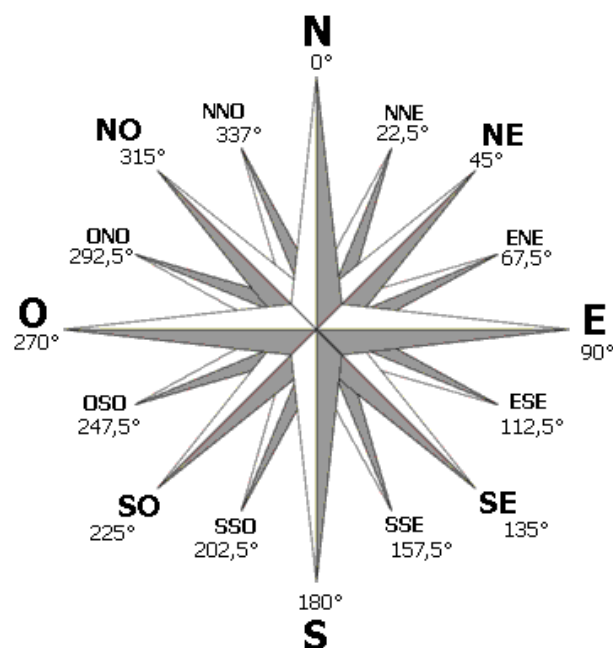 N
0°
NNO
337°
NNE
22,5°
NO
315°
NE
45°
ONO
292,5°
ENE
67,5°
O
270°
E
90°
OSO
247,5°
ESE
112,5°
SO
225°
SSO
202,5°
SSE
157,5°
SE
135°
180°
S